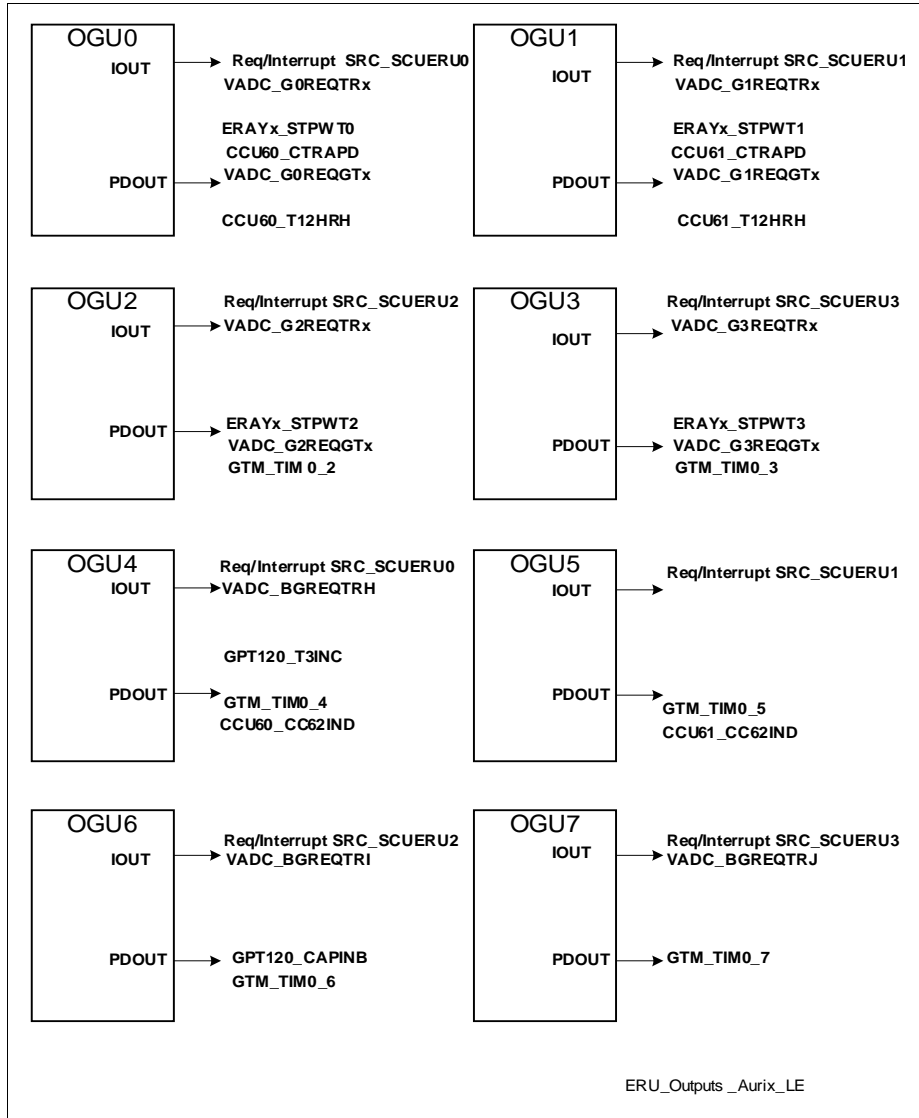 OGU0
IOUT
Req/Interrupt SRC_SCUERU0
VADC_G0REQTRx
ERAYx_STPWT0
CCU60_CTRAPD
PDOUT
VADC_G0REQGTx
CCU60_T12HRH
OGU1
IOUT
Req/Interrupt SRC_SCUERU1
VADC_G1REQTRx
ERAYx_STPWT1
CCU61_CTRAPD
PDOUT
VADC_G1REQGTx
CCU61_T12HRH
OGU2
IOUT
Req/Interrupt SRC_SCUERU2
VADC_G2REQTRx
PDOUT
ERAYx_STPWT2
VADC_G2REQGTx
GTM_TIM 0_2
OGU3
IOUT
Req/Interrupt SRC_SCUERU3
VADC_G3REQTRx
PDOUT
ERAYx_STPWT3
VADC_G3REQGTx
GTM_TIM0_3
OGU4
IOUT
Req/Interrupt SRC_SCUERU0
VADC_BGREQTRH
GPT120_T3INC
PDOUT
GTM_TIM0_4
CCU60_CC62IND
OGU5
IOUT
Req/Interrupt SRC_SCUERU1
PDOUT
GTM_TIM0_5
CCU61_CC62IND
OGU6
IOUT
Req/Interrupt SRC_SCUERU2
VADC_BGREQTRI
PDOUT
GPT120_CAPINB
GTM_TIM0_6
OGU7
IOUT
Req/Interrupt SRC_SCUERU3
VADC_BGREQTRJ
PDOUT
GTM_TIM0_7
ERU_Outputs _Aurix_LE